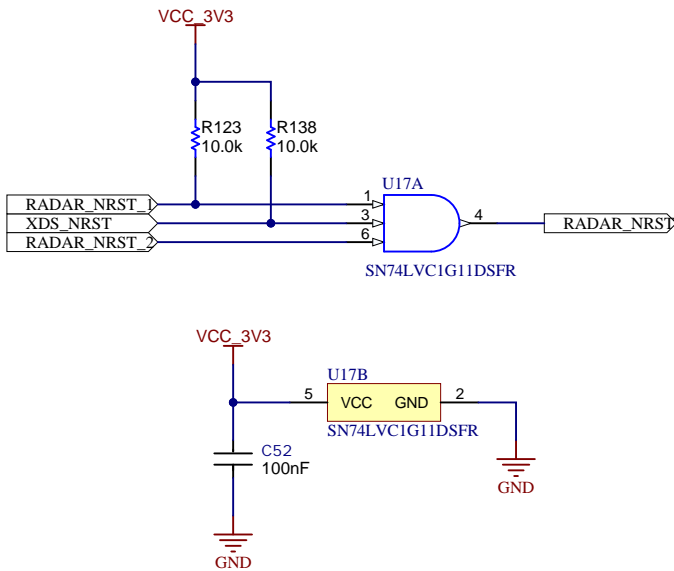 VCC_3V3
R123
10.0k
R138
10.0k
U17A
RADAR_NRST_1
XDS_NRST
RADAR_NRST_2
1
3
6
4
RADAR_NRST
SN74LVC1G11DSFR
VCC_3V3
U17B
5
VCC GND
2
SN74LVC1G11DSFR
C52
100nF
GND
GND